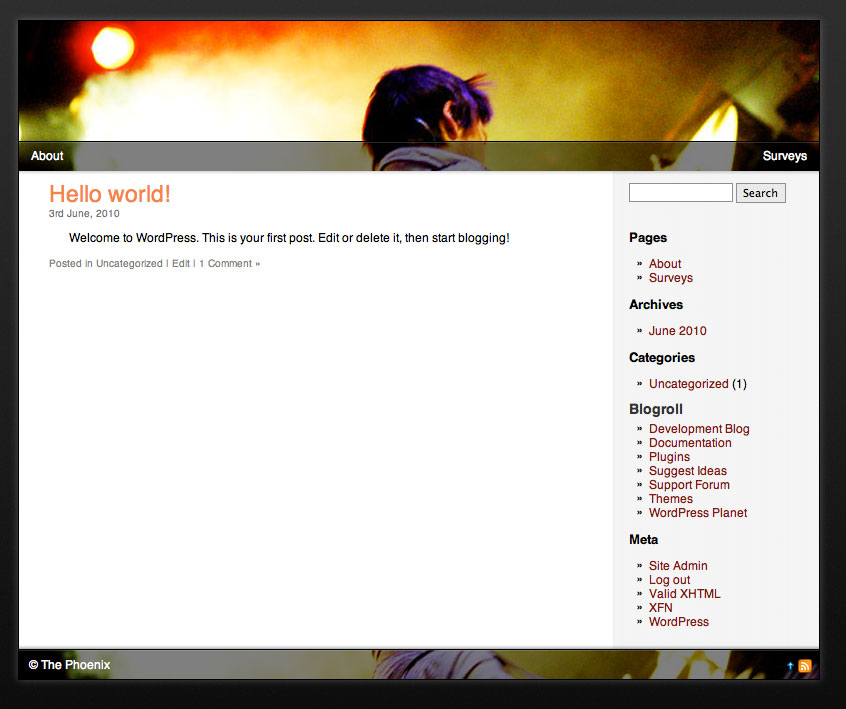 About
Surveys
Hello world!
3rd June, 2010
Welcome to WordPress. This is your first post. Edit or delete it, then start blogging!
Posted in Uncategorized | Edit | 1 Comment »
Search
Pages
» About
» Surveys
Archives
» June 2010
Categories
» Uncategorized (1)
Blogroll
» Development Blog
» Documentation
» Plugins
» Suggest Ideas
» Support Forum
» Themes
» WordPress Planet
Meta
» Site Admin
» Log out
» Valid XHTML
» XFN
» WordPress
© The Phoenix
↑